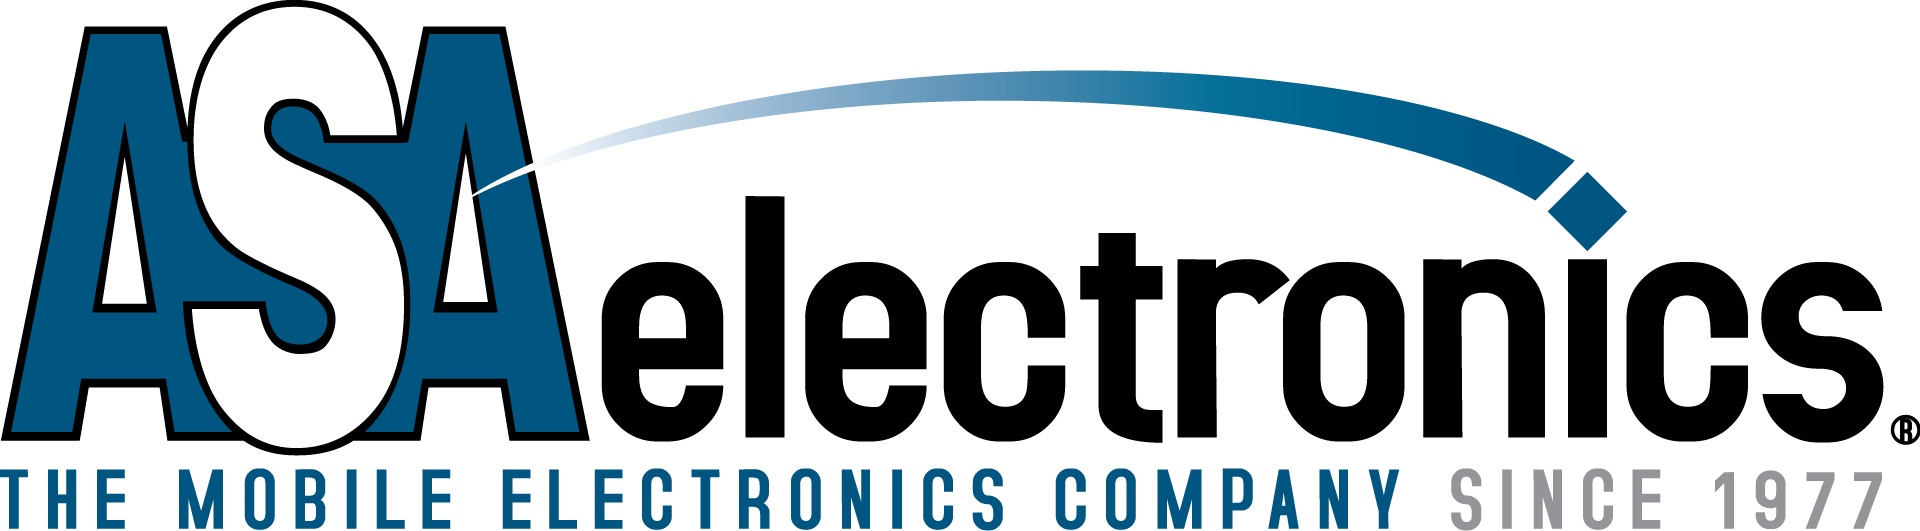 ASAelectronics®
THE MOBILE ELECTRONICS COMPANY SINCE 1977